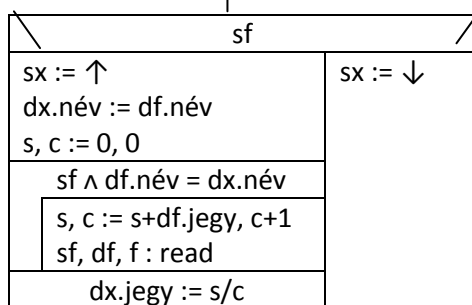 sf
sx := ↑
dx.név := df.név
s, c := 0, 0
sf ∧ df.név = dx.név
s, c := s+df.jegy, c+1
sf, df, f : read
dx.jegy := s/c
sx := ↓